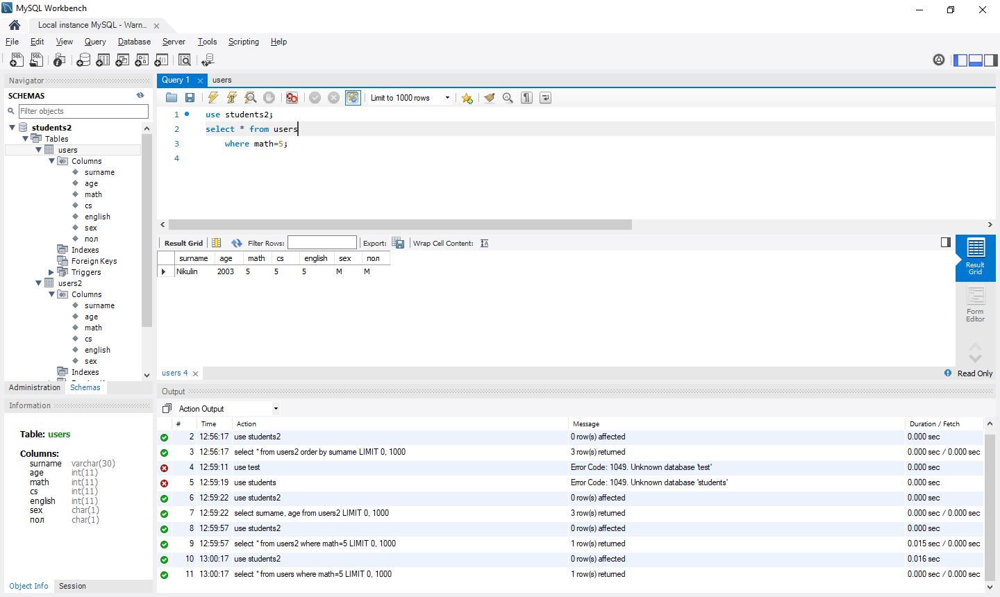 MySQL Workbench
Local instance MySQL - Warn...
File Edit View Query Database Server Tools Scripting Help
Navigator
SCHEMAS
Filter objects
students2
Tables
users
Columns
surname
age
math
cs
english
sex
пол
Indexes
Foreign Keys
Triggers
users2
Columns
surname
age
math
cs
english
sex
Indexes
Administration Schemas
Information
Table: users
Columns:
surname varchar(30)
age int(11)
math int(11)
cs int(11)
english int(11)
sex char(1)
пол char(1)
Object Info Session
Query 1 users
Limit to 1000 rows
1 use students2;
2 select * from users
3 where math=5;
4
Result Grid Filter Rows: Export: Wrap Cell Content:
surname age math cs english sex пол
Nikulin 2003 5 5 5 M М
Result
Grid
Form
Editor
users 4
Read Only
Output
Action Output
# Time Action Message Duration / Fetch
2 12:56:17 use students2 0 row(s) affected 0.000 sec
3 12:56:17 select * from users2 order by surname LIMIT 0, 1000 3 row(s) returned 0.000 sec / 0.000 sec
4 12:59:11 use test Error Code: 1049. Unknown database 'test' 0.000 sec
5 12:59:19 use students Error Code: 1049. Unknown database 'students' 0.000 sec
6 12:59:22 use students2 0 row(s) affected 0.000 sec
7 12:59:22 select surname, age from users2 LIMIT 0, 1000 3 row(s) returned 0.000 sec / 0.000 sec
8 12:59:57 use students2 0 row(s) affected 0.000 sec
9 12:59:57 select * from users2 where math=5 LIMIT 0, 1000 1 row(s) returned 0.015 sec / 0.000 sec
10 13:00:17 use students2 0 row(s) affected 0.016 sec
11 13:00:17 select * from users where math=5 LIMIT 0, 1000 1 row(s) returned 0.000 sec / 0.000 sec